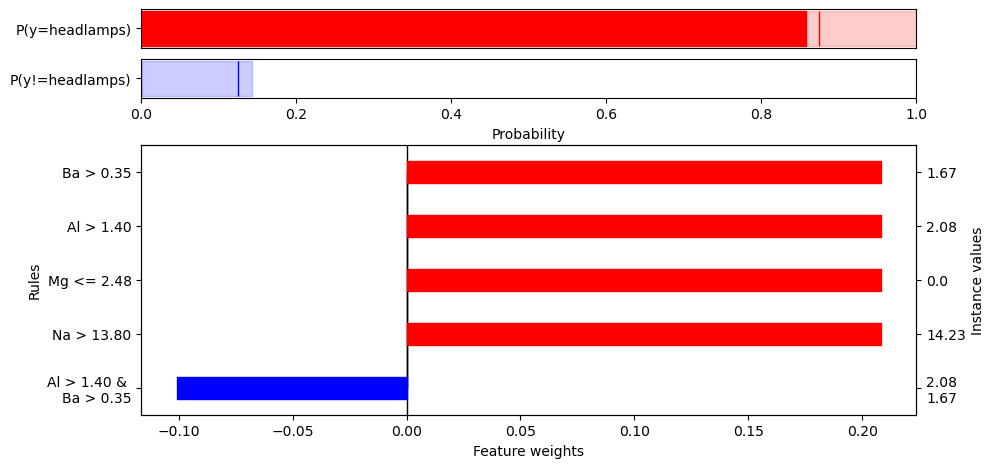 P(y=headlamps)
P(y!=headlamps)
0.0 0.2 0.4 0.6 0.8 1.0
Probability
Ba > 0.35 1.67
Al > 1.40 2.08
Mg <= 2.48 0.0
Na > 13.80 14.23
Al > 1.40 & 2.08
Ba > 0.35 1.67
Rules
Instance values
−0.10 −0.05 0.00 0.05 0.10 0.15 0.20
Feature weights